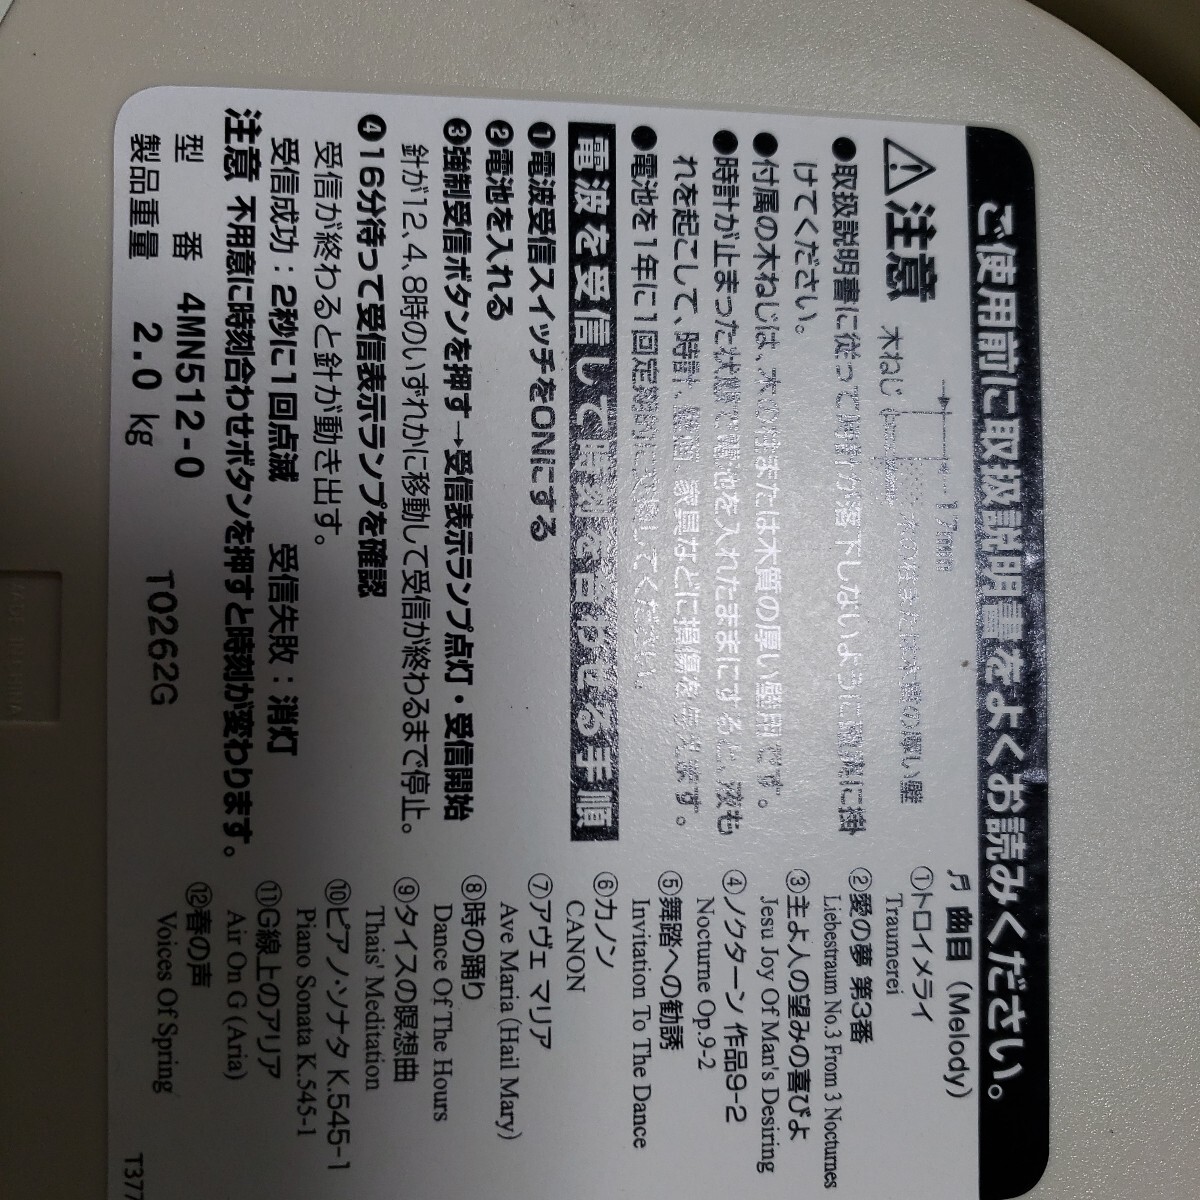 ご使用前に取扱説明書をよくお読みください。
注意
木ねじ
17mm
●取扱説明書に従って時計が落下しないように確実に掛
けてください。
●付属の木ねじは、木の柱または木質の厚い壁用です。
●時計が止まった状態で電池を入れたままにすると、液も
れを起こして、時計、壁面、家具などに損傷を与えます。
●電池を1年に1回定期的に交換してください。
電波を受信して時刻を合わせる手順
❶電波受信スイッチをONにする
❷電池を入れる
❸強制受信ボタンを押す→受信表示ランプ点灯・受信開始
針が12、4、8時のいずれかに移動して受信が終わるまで停止。
❹16分待って受信表示ランプを確認
受信が終わると針が動き出す。
受信成功：2秒に1回点滅 受信失敗：消灯
注意 不用意に時刻合わせボタンを押すと時刻が変わります。
型 番 4MN512-0
製品重量 2.0 kg T0262G
♬ 曲目 (Melody)
①トロイメライ
Traumerei
②愛の夢 第3番
Liebestraum No.3 From 3 Nocturnes
③主よ人の望みの喜びよ
Jesu Joy Of Man's Desiring
④ノクターン 作品9-2
Nocturne Op.9-2
⑤舞踏への勧誘
Invitation To The Dance
⑥カノン
CANON
⑦アヴェ マリア
Ave Maria (Hail Mary)
⑧時の踊り
Dance Of The Hours
⑨タイスの瞑想曲
Thais' Meditation
⑩ピアノ・ソナタ K.545-1
Piano Sonata K.545-1
⑪G線上のアリア
Air On G (Aria)
⑫春の声
Voices Of Spring
T377